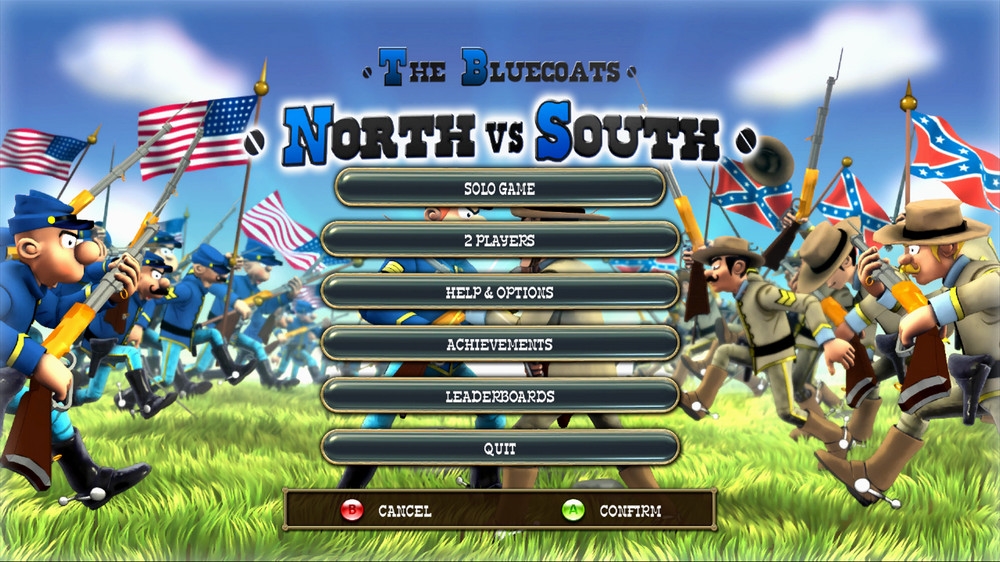 THE BLUECOATS
NORTH VS SOUTH
SOLO GAME
2 PLAYERS
HELP & OPTIONS
ACHIEVEMENTS
LEADERBOARDS
QUIT
B CANCEL A CONFIRM